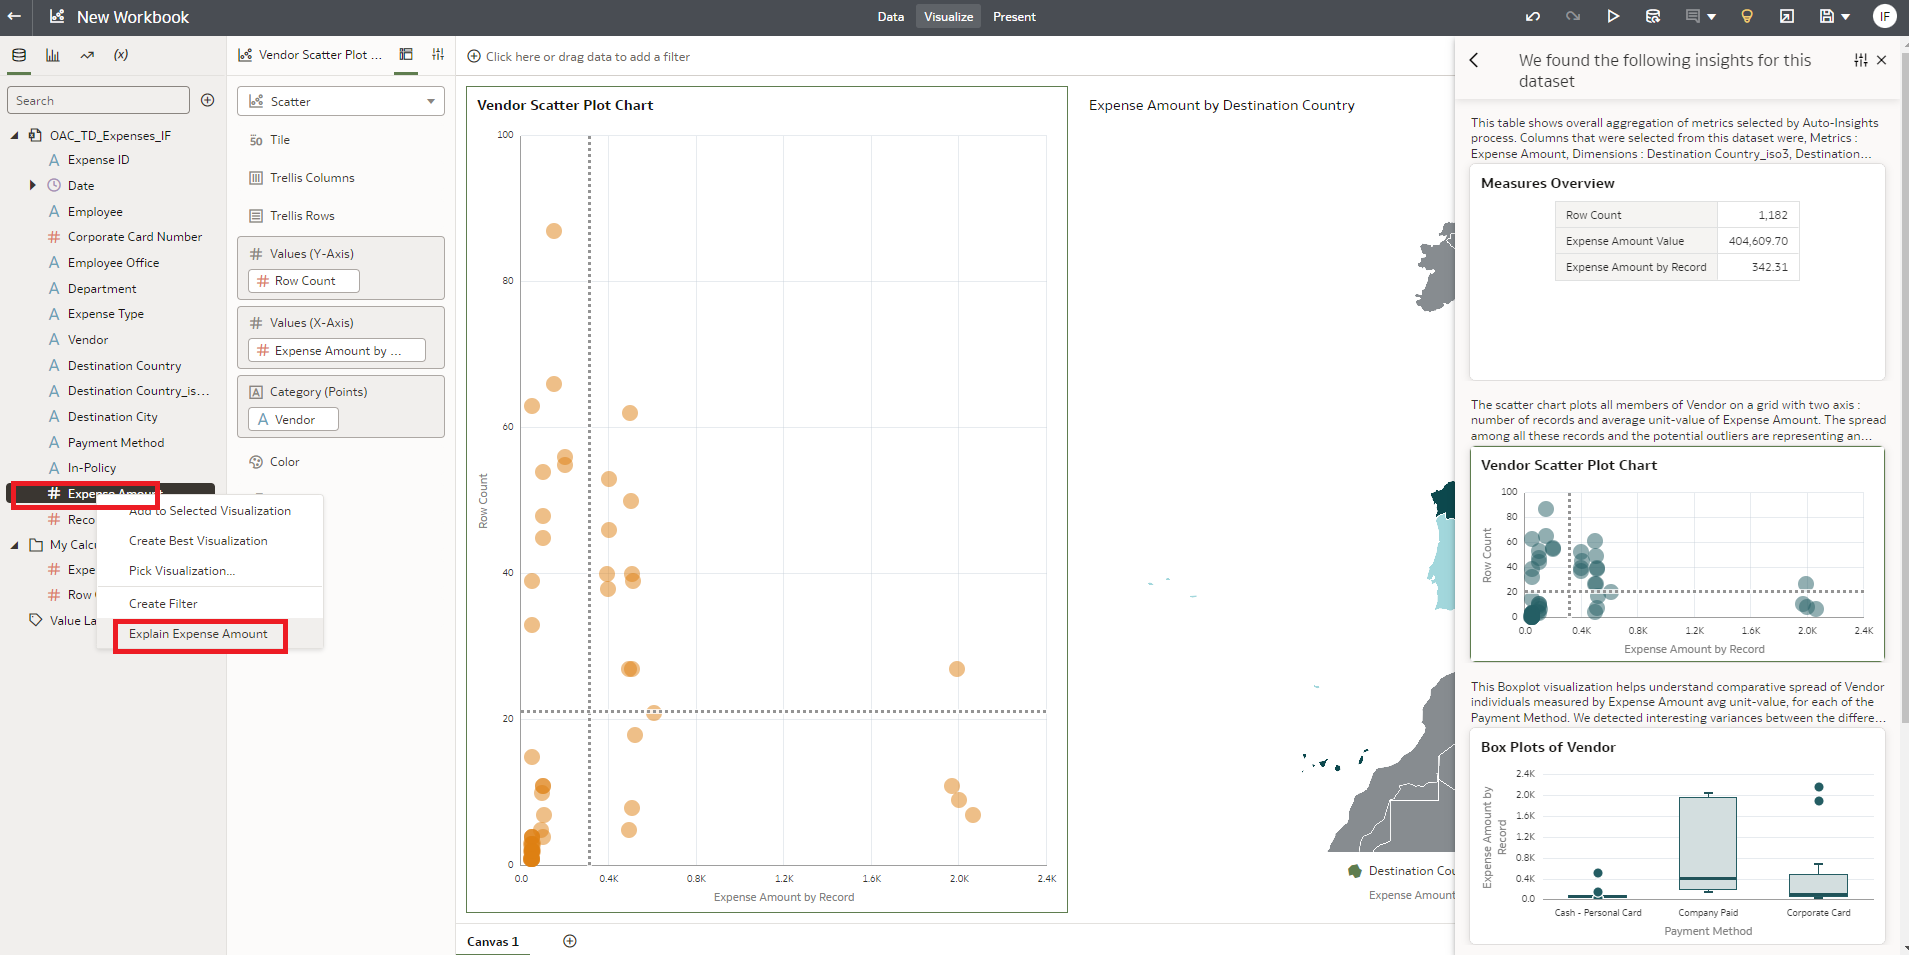 New Workbook
Data
Visualize
Present
IF
(x)
Search
OAC_TD_Expenses_IF
A Expense ID
Date
A Employee
# Corporate Card Number
A Employee Office
A Department
A Expense Type
A Vendor
A Destination Country
A Destination Country_is...
A Destination City
A Payment Method
A In-Policy
# Expense Amount
# Reco
My Calcu
# Expe
# Row
Value La
Add to Selected Visualization
Create Best Visualization
Pick Visualization...
Create Filter
Explain Expense Amount
Vendor Scatter Plot ...
Scatter
50 Tile
Trellis Columns
Trellis Rows
# Values (Y-Axis)
# Row Count
# Values (X-Axis)
# Expense Amount by ...
A Category (Points)
A Vendor
Color
Click here or drag data to add a filter
Vendor Scatter Plot Chart
100
80
60
40
20
0
Row Count
0.0
0.4K
0.8K
1.2K
1.6K
2.0K
2.4K
Expense Amount by Record
Expense Amount by Destination Country
Destination Cou
Expense Amount
Canvas 1
We found the following insights for this
dataset
This table shows overall aggregation of metrics selected by Auto-Insights
process. Columns that were selected from this dataset were, Metrics :
Expense Amount, Dimensions : Destination Country_iso3, Destination...
Measures Overview
Row Count 1,182
Expense Amount Value 404,609.70
Expense Amount by Record 342.31
The scatter chart plots all members of Vendor on a grid with two axis :
number of records and average unit-value of Expense Amount. The spread
among all these records and the potential outliers are representing an...
Vendor Scatter Plot Chart
100
80
60
40
20
0
Row Count
0.0
0.4K
0.8K
1.2K
1.6K
2.0K
2.4K
Expense Amount by Record
This Boxplot visualization helps understand comparative spread of Vendor
individuals measured by Expense Amount avg unit-value, for each of the
Payment Method. We detected interesting variances between the differe...
Box Plots of Vendor
2.4K
2.0K
1.6K
1.2K
0.8K
0.4K
0.0
Expense Amount by
Record
Cash - Personal Card
Company Paid
Corporate Card
Payment Method